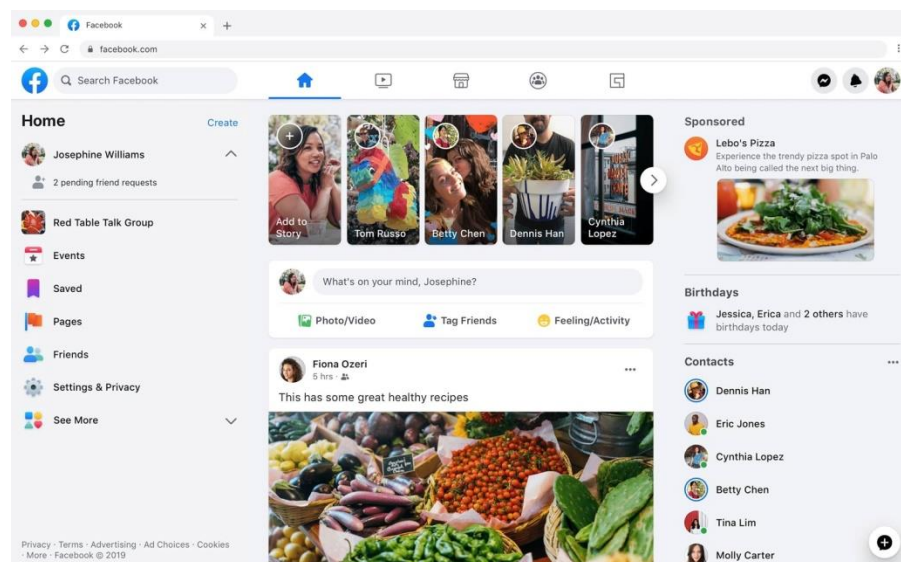 Facebook
facebook.com
Search Facebook
Home
Create
Josephine Williams
2 pending friend requests
Red Table Talk Group
Events
Saved
Pages
Friends
Settings & Privacy
See More
Privacy · Terms · Advertising · Ad Choices · Cookies
· More · Facebook © 2019
Add to
Story
Tom Russo
Betty Chen
Dennis Han
Cynthia
Lopez
What's on your mind, Josephine?
Photo/Video
Tag Friends
Feeling/Activity
Fiona Ozeri
5 hrs ·
This has some great healthy recipes
Sponsored
Lebo's Pizza
Experience the trendy pizza spot in Palo
Alto being called the next big thing.
Birthdays
Jessica, Erica and 2 others have
birthdays today
Contacts
Dennis Han
Eric Jones
Cynthia Lopez
Betty Chen
Tina Lim
Molly Carter